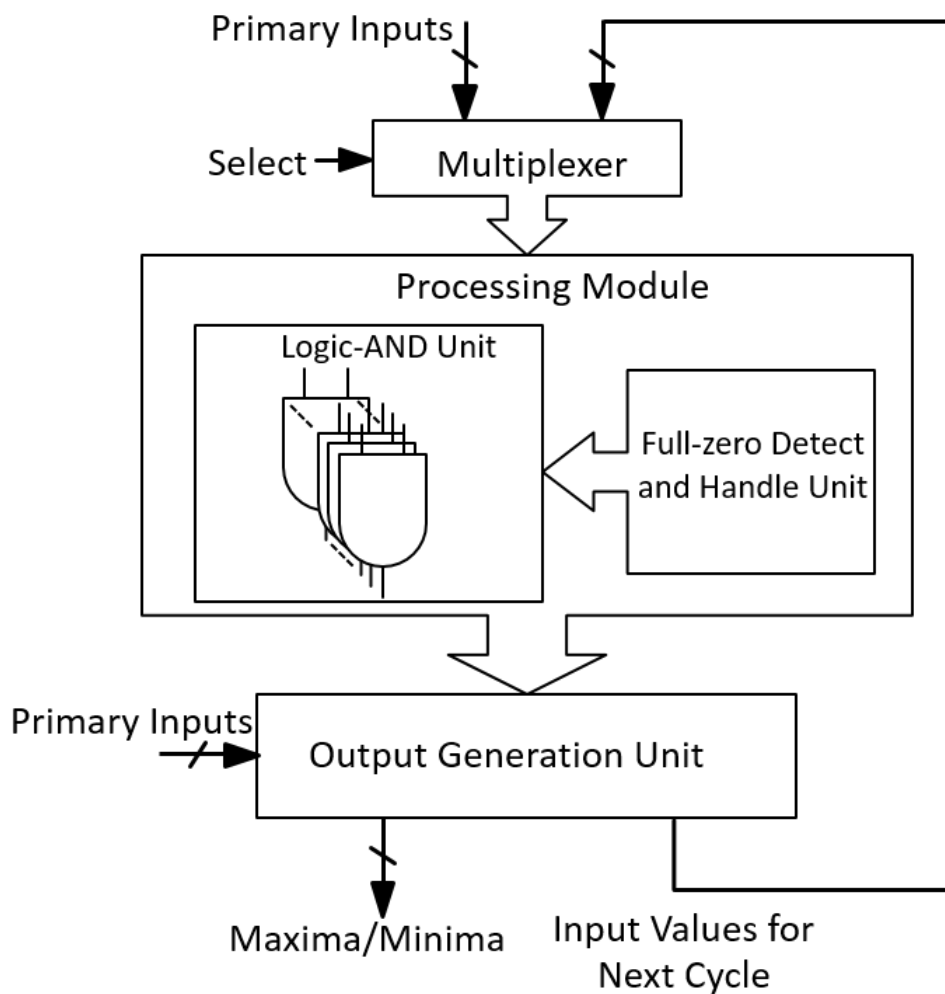 Primary Inputs
Select
Multiplexer
Processing Module
Logic-AND Unit
Full-zero Detect
and Handle Unit
Primary Inputs
Output Generation Unit
Maxima/Minima
Input Values for
Next Cycle